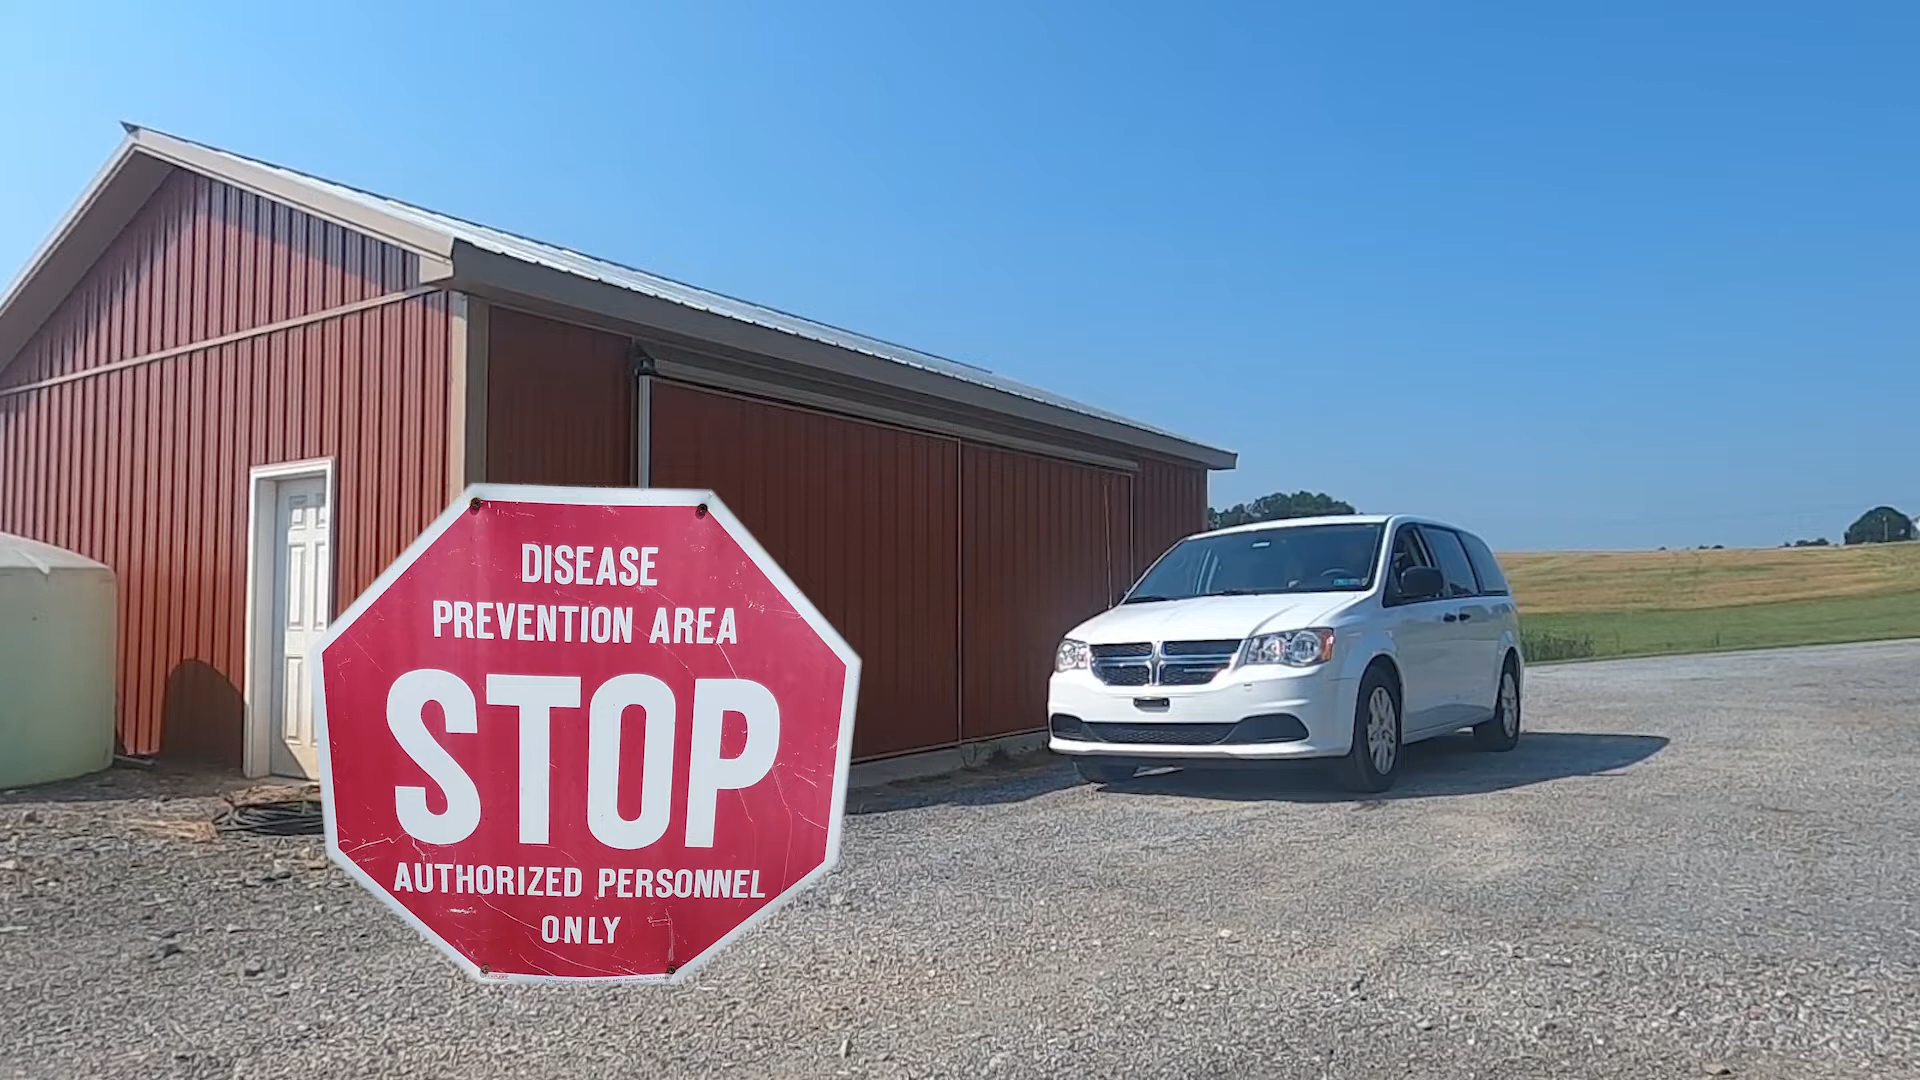 DISEASE
PREVENTION AREA
STOP
AUTHORIZED PERSONNEL
ONLY